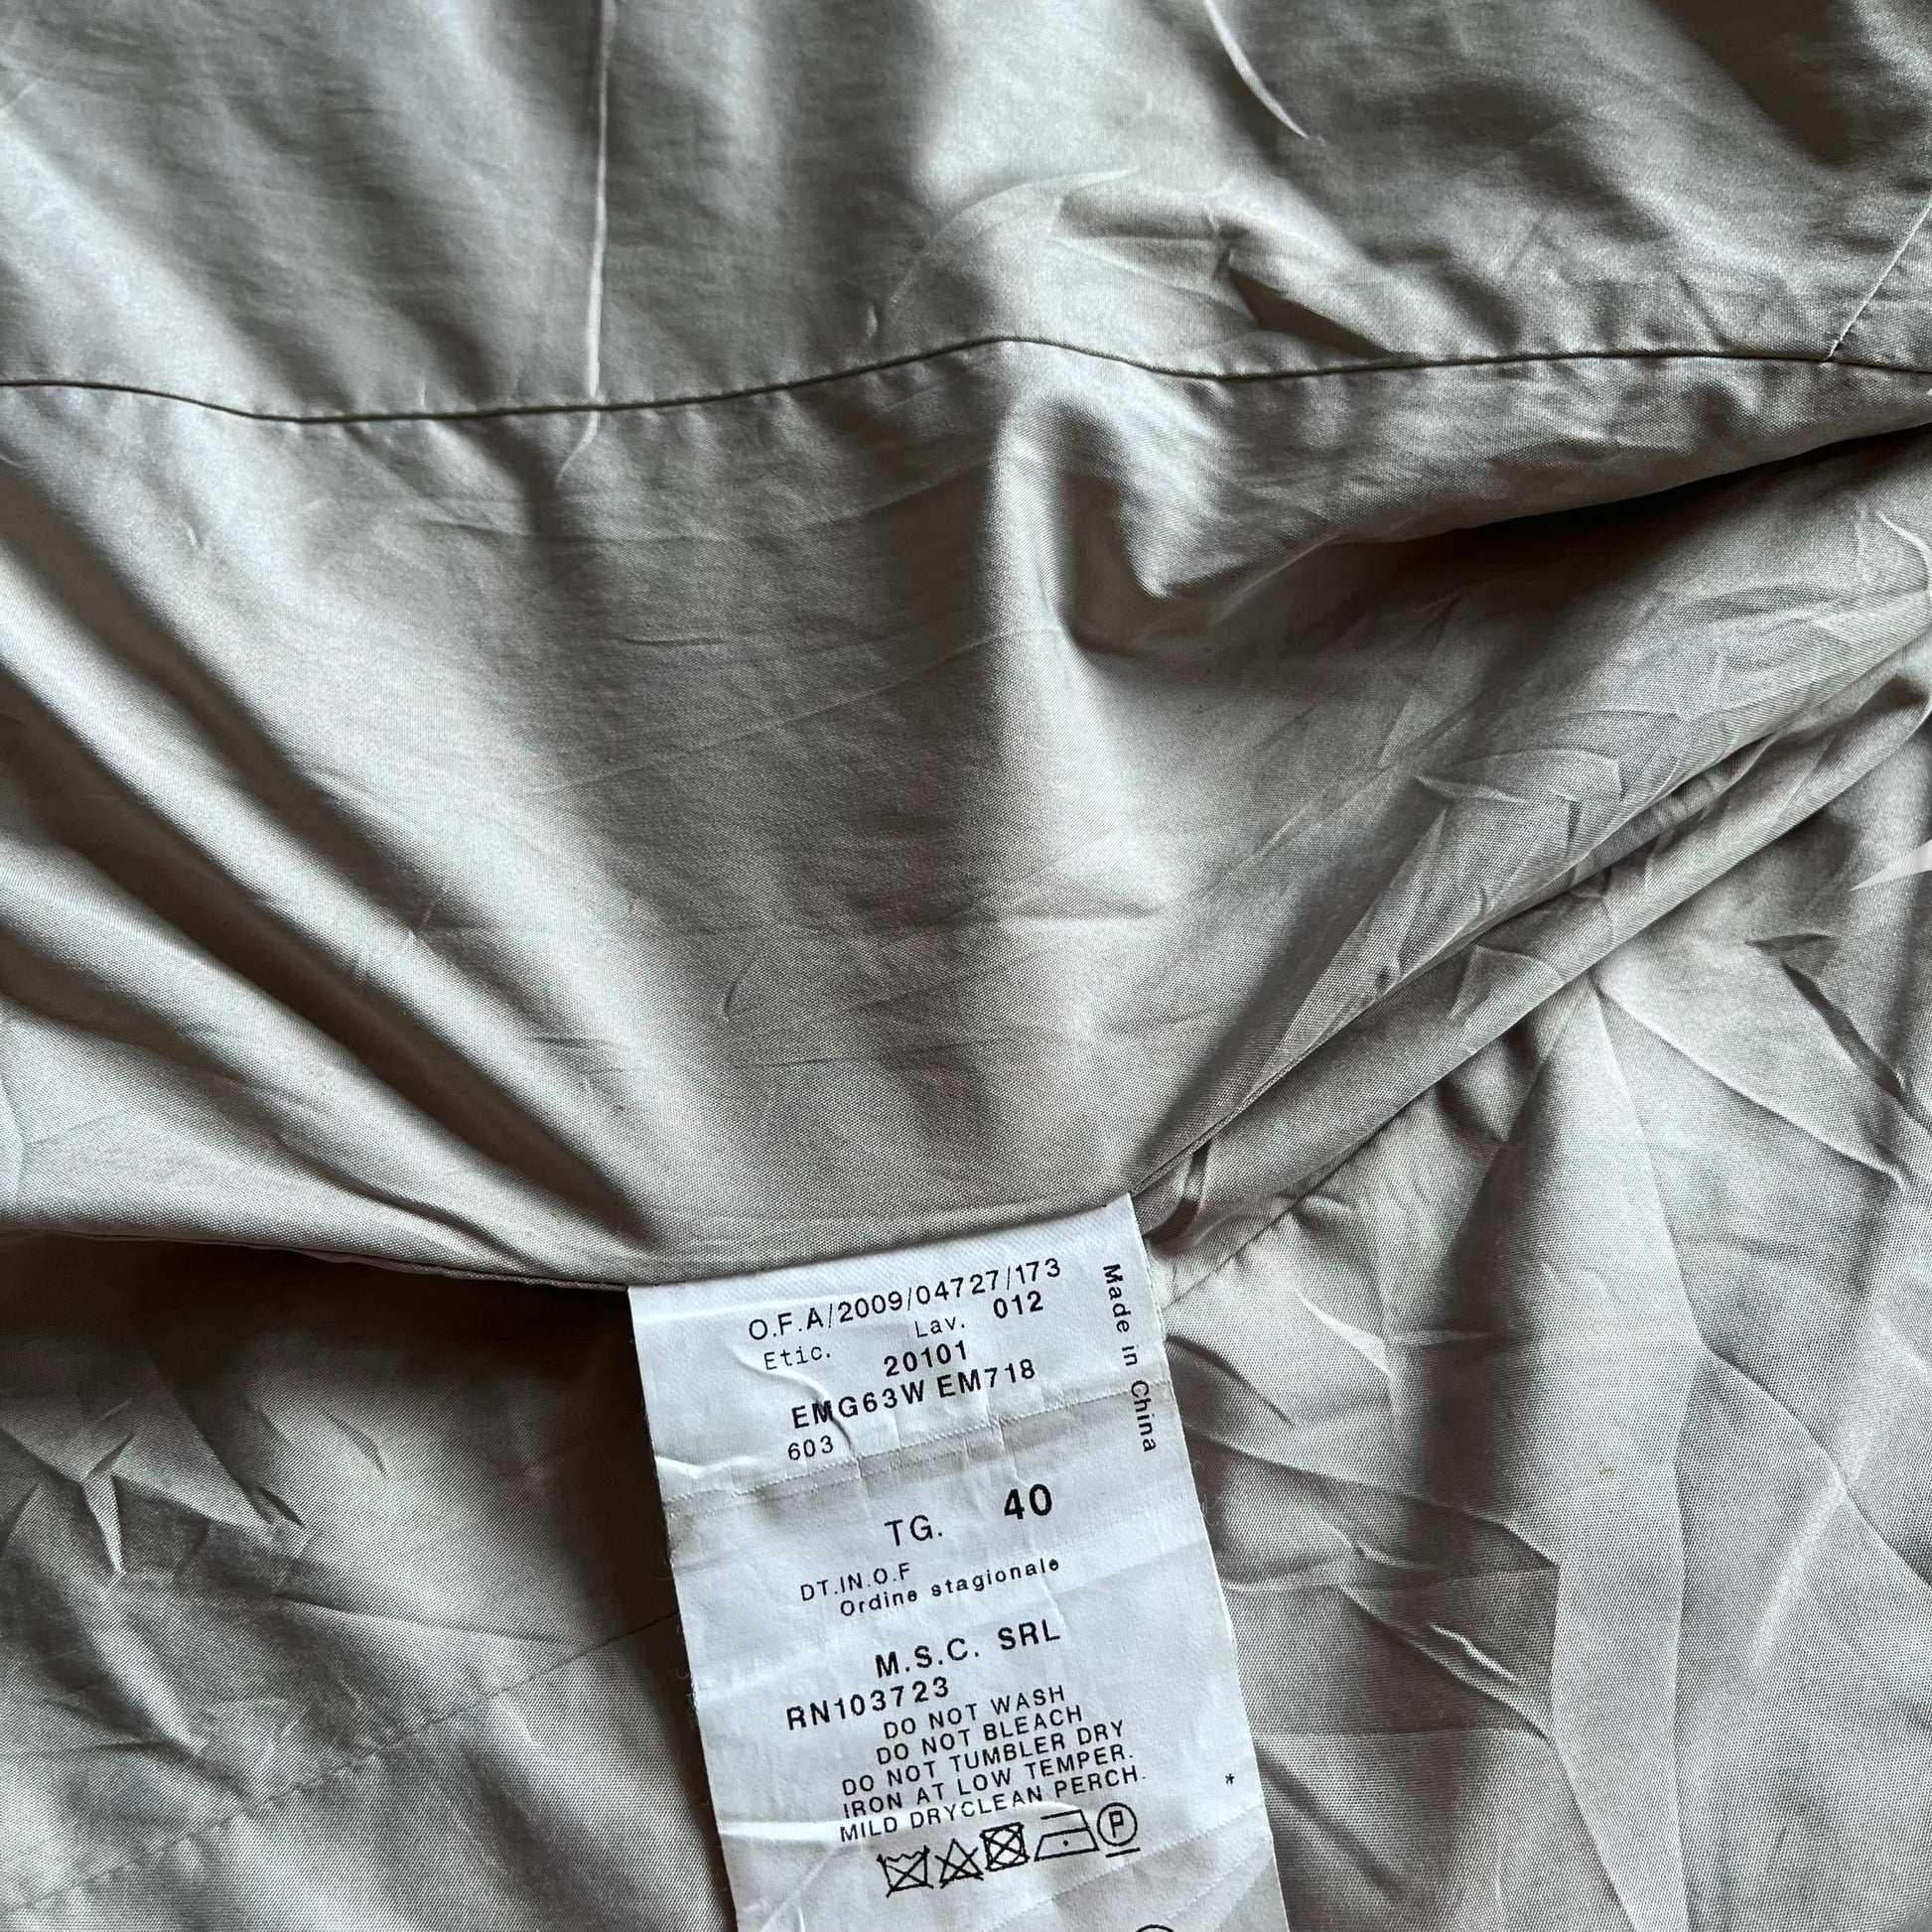 O.F.A/2009/04727/173
Lav. 012
Etic. 20101
EMG63W EM718
603
Made in China
TG. 40
DT.IN.O.F
Ordine stagionale
M.S.C. SRL
RN103723
DO NOT WASH
DO NOT BLEACH
DO NOT TUMBLER DRY
IRON AT LOW TEMPER.
MILD DRYCLEAN PERCH.
*
P